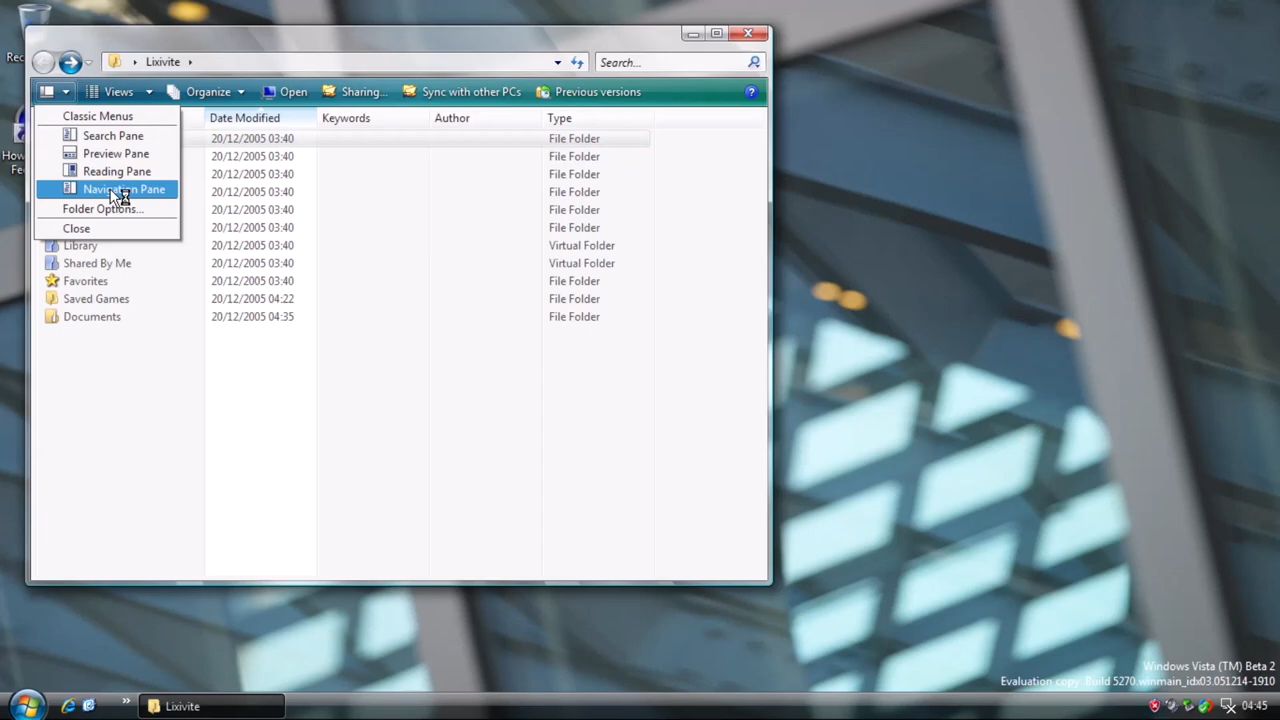 Rec
How
Fe
Lixivite
Search...
Views
Organize
Open
Sharing...
Sync with other PCs
Previous versions
Classic Menus
Search Pane
Preview Pane
Reading Pane
Navigation Pane
Folder Options...
Close
Date Modified
Keywords
Author
Type
20/12/2005 03:40
File Folder
20/12/2005 03:40
File Folder
20/12/2005 03:40
File Folder
20/12/2005 03:40
File Folder
20/12/2005 03:40
File Folder
20/12/2005 03:40
File Folder
Library
20/12/2005 03:40
Virtual Folder
Shared By Me
20/12/2005 03:40
Virtual Folder
Favorites
20/12/2005 03:40
File Folder
Saved Games
20/12/2005 04:22
File Folder
Documents
20/12/2005 04:35
File Folder
Windows Vista (TM) Beta 2
Evaluation copy. Build 5270.winmain_idx03.051214-1910
»
Lixivite
04:45